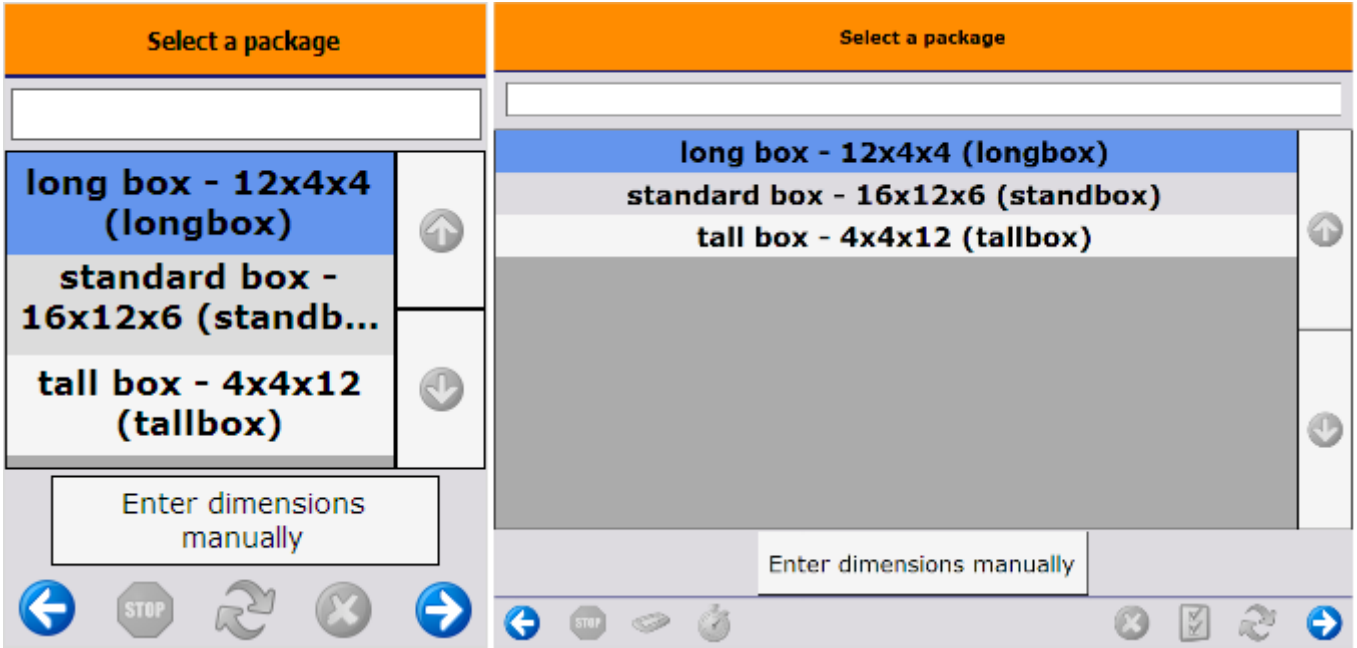 Select a package
long box - 12x4x4
(longbox)
standard box -
16x12x6 (standb...
tall box - 4x4x12
(tallbox)
Enter dimensions
manually
STOP
Select a package
long box - 12x4x4 (longbox)
standard box - 16x12x6 (standbox)
tall box - 4x4x12 (tallbox)
Enter dimensions manually
STOP